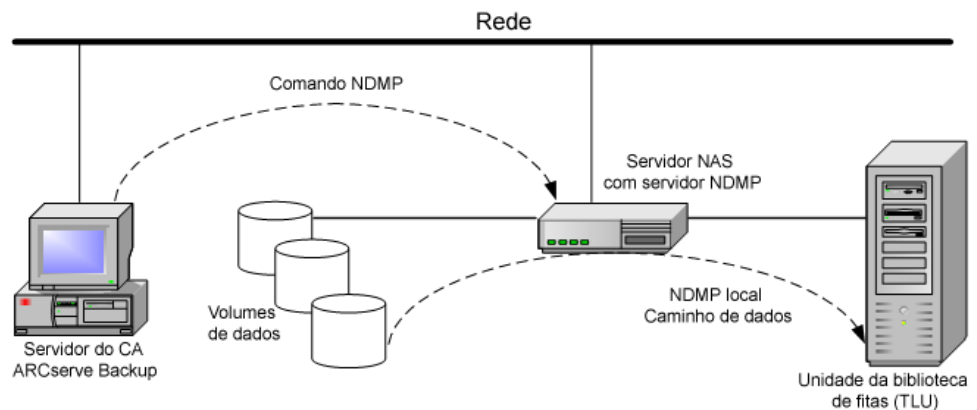 Rede
Comando NDMP
Servidor NAS
com servidor NDMP
Volumes
de dados
NDMP local
Caminho de dados
Servidor do CA
ARCserve Backup
Unidade da biblioteca
de fitas (TLU)